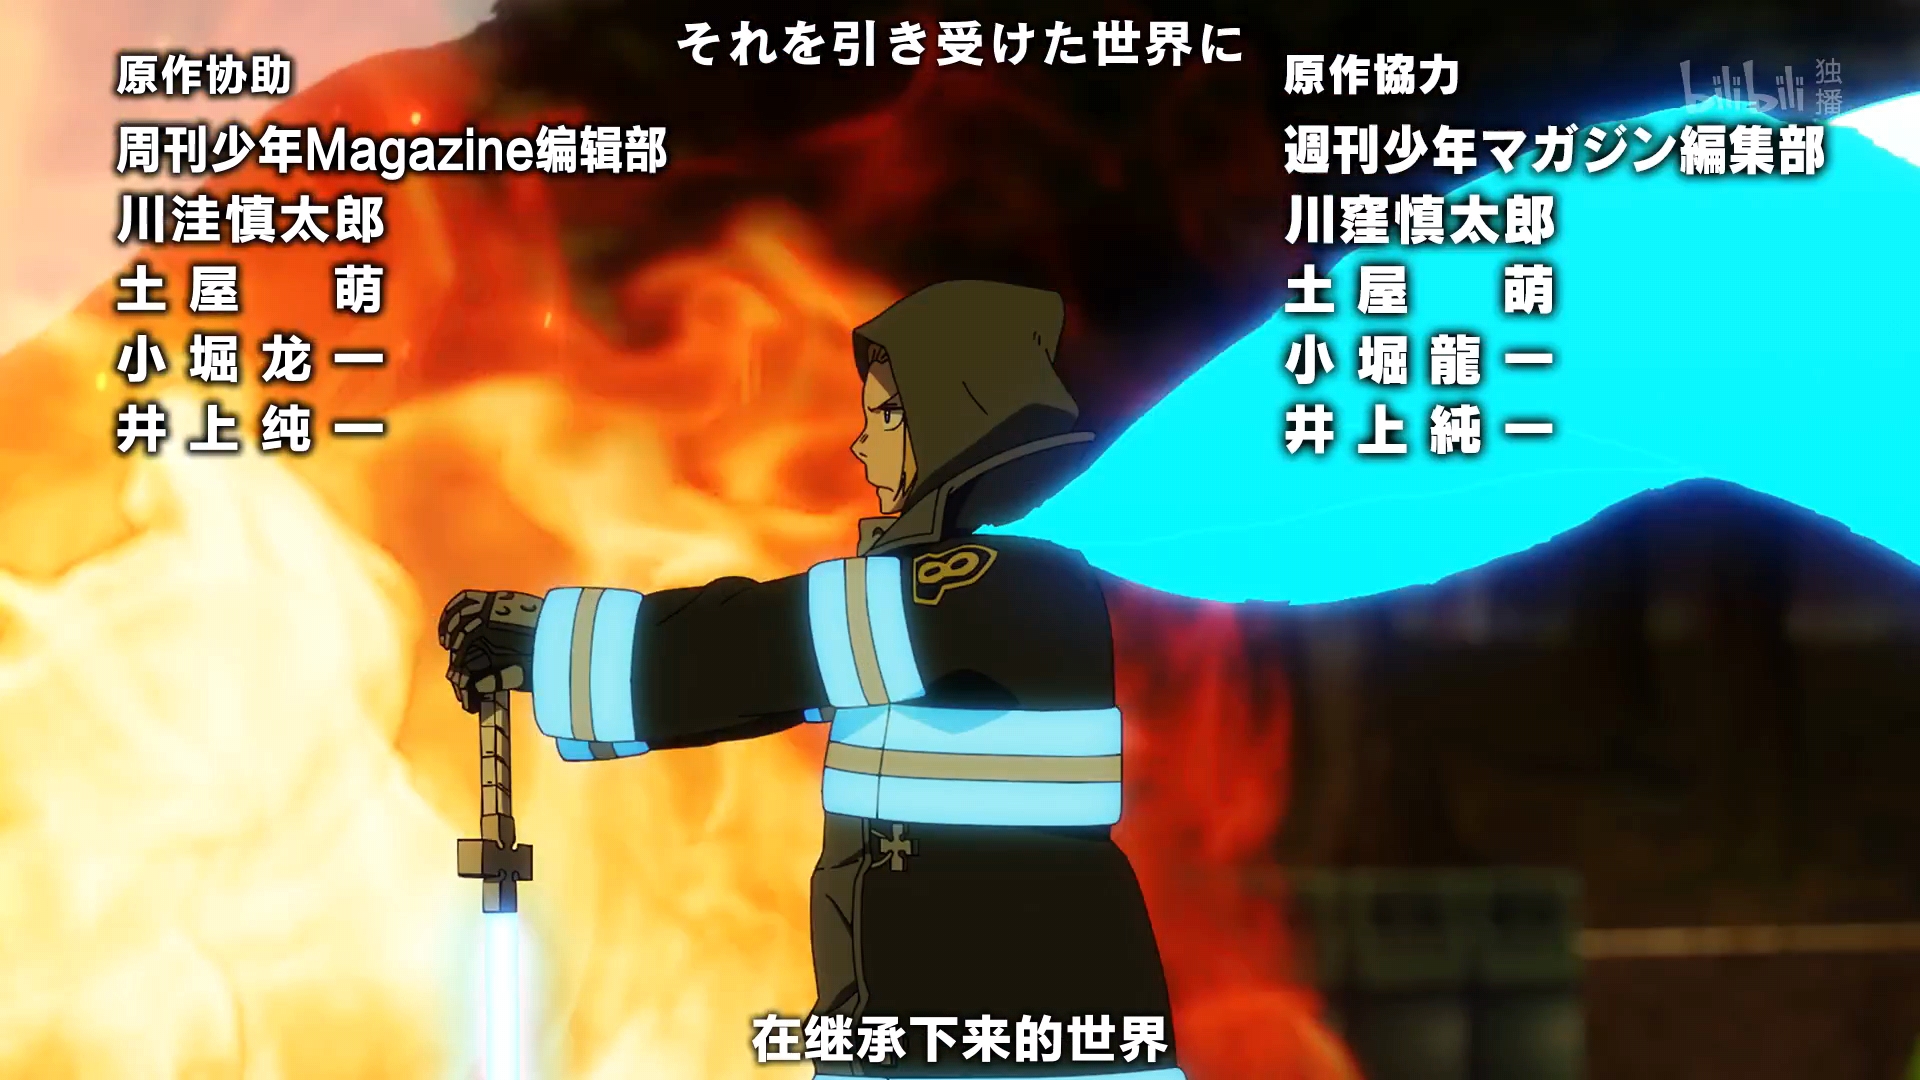 それを引き受けた世界に
原作协助
周刊少年Magazine编辑部
川洼慎太郎
土屋 萌
小堀龙一
井上纯一
原作協力
週刊少年マガジン編集部
川窪慎太郎
土屋 萌
小堀龍一
井上純一
bilibili 独播
8
在继承下来的世界